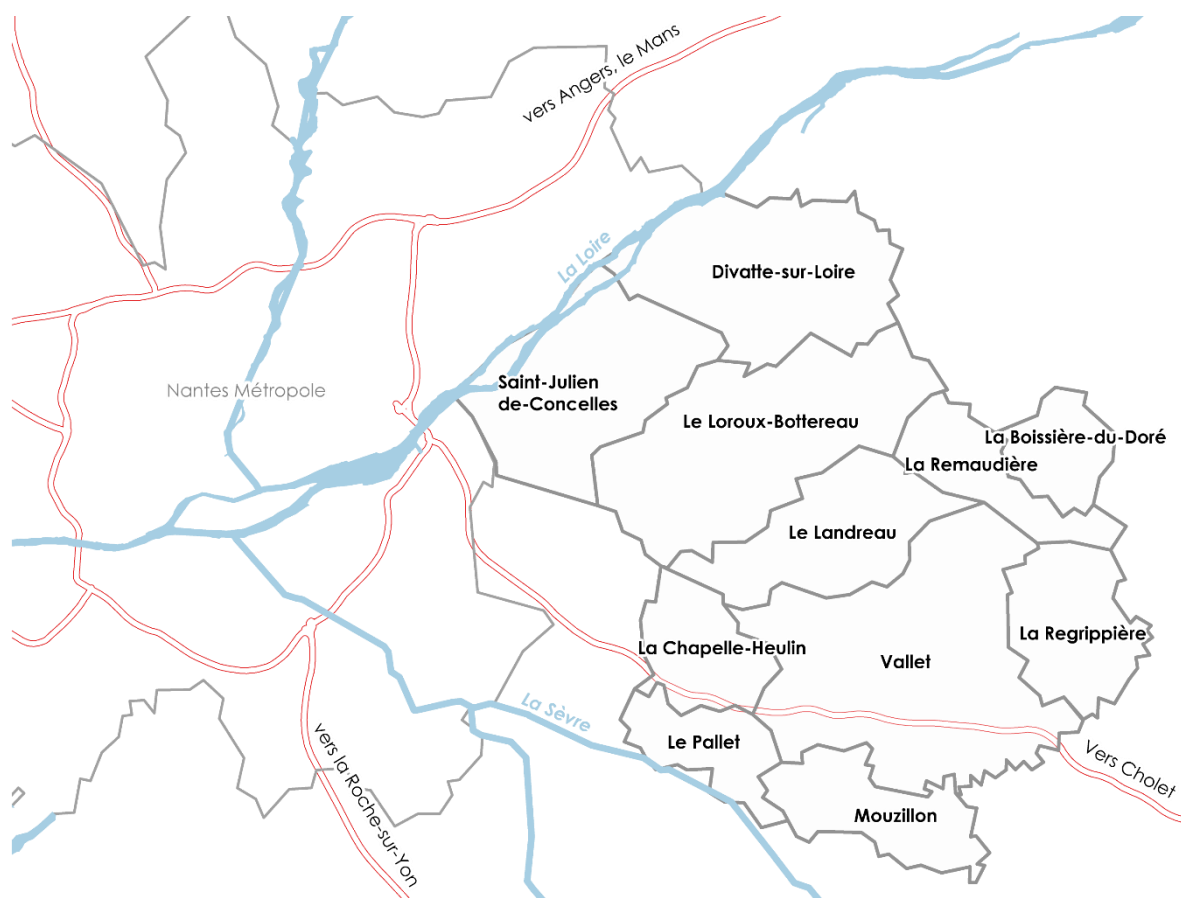 vers Angers, le Mans
La Loire
Divatte-sur-Loire
Nantes Métropole
Saint-Julien
de-Concelles
Le Loroux-Bottereau
La Boissière-du-Doré
La Remaudière
Le Landreau
La Chapelle-Heulin
Vallet
La Regrippière
La Sèvre
Le Pallet
vers la Roche-sur-Yon
Vers Cholet
Mouzillon